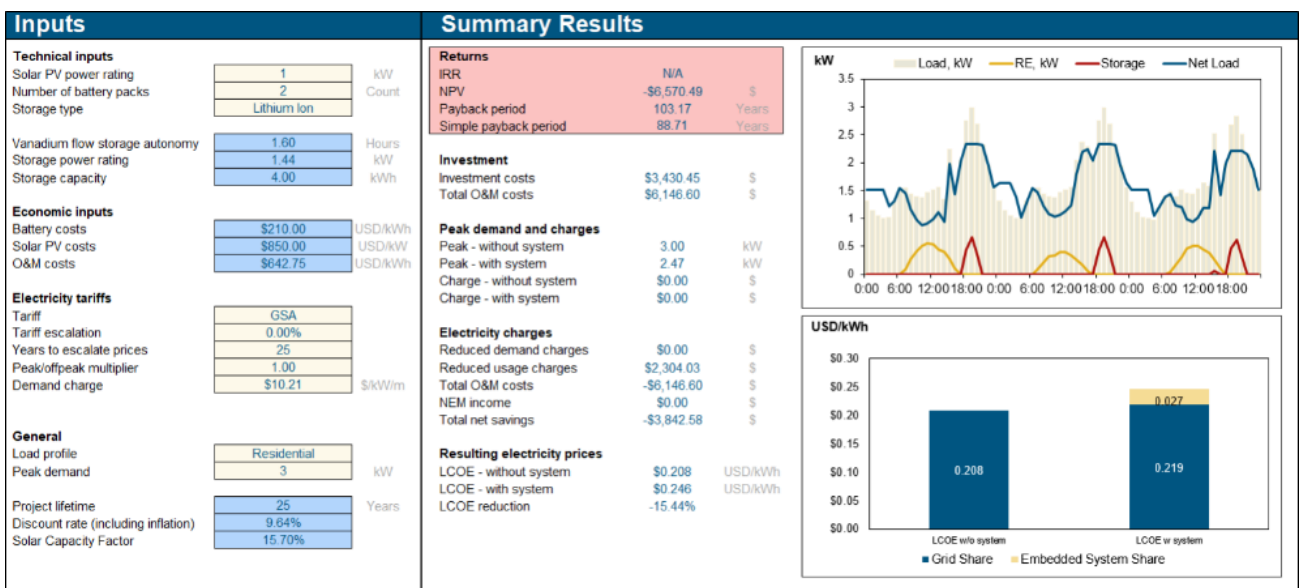 Inputs
Technical inputs
Solar PV power rating 1 kW
Number of battery packs 2 Count
Storage type Lithium Ion
Vanadium flow storage autonomy 1.60 Hours
Storage power rating 1.44 kW
Storage capacity 4.00 kWh
Economic inputs
Battery costs $210.00 USD/kWh
Solar PV costs $850.00 USD/kW
O&M costs $642.75 USD/kWh
Electricity tariffs
Tariff GSA
Tariff escalation 0.00%
Years to escalate prices 25
Peak/offpeak multiplier 1.00
Demand charge $10.21 $/kW/m
General
Load profile Residential
Peak demand 3 kW
Project lifetime 25 Years
Discount rate (including inflation) 9.64%
Solar Capacity Factor 15.70%
Summary Results
Returns
IRR N/A
NPV -$6,570.49 $
Payback period 103.17 Years
Simple payback period 88.71 Years
Investment
Investment costs $3,430.45 $
Total O&M costs $6,146.60 $
Peak demand and charges
Peak - without system 3.00 kW
Peak - with system 2.47 kW
Charge - without system $0.00 $
Charge - with system $0.00 $
Electricity charges
Reduced demand charges $0.00 $
Reduced usage charges $2,304.03 $
Total O&M costs -$6,146.60 $
NEM income $0.00 $
Total net savings -$3,842.58 $
Resulting electricity prices
LCOE - without system $0.208 USD/kWh
LCOE - with system $0.246 USD/kWh
LCOE reduction -15.44%
kW
Load, kW RE, kW Storage Net Load
3.5
3
2.5
2
1.5
1
0.5
0
0:00 6:00 12:00 18:00 0:00 6:00 12:00 18:00 0:00 6:00 12:00 18:00
USD/kWh
$0.30
$0.25
$0.20
$0.15
$0.10
$0.05
$0.00
0.027
0.208 0.219
LCOE w/o system LCOE w system
Grid Share Embedded System Share